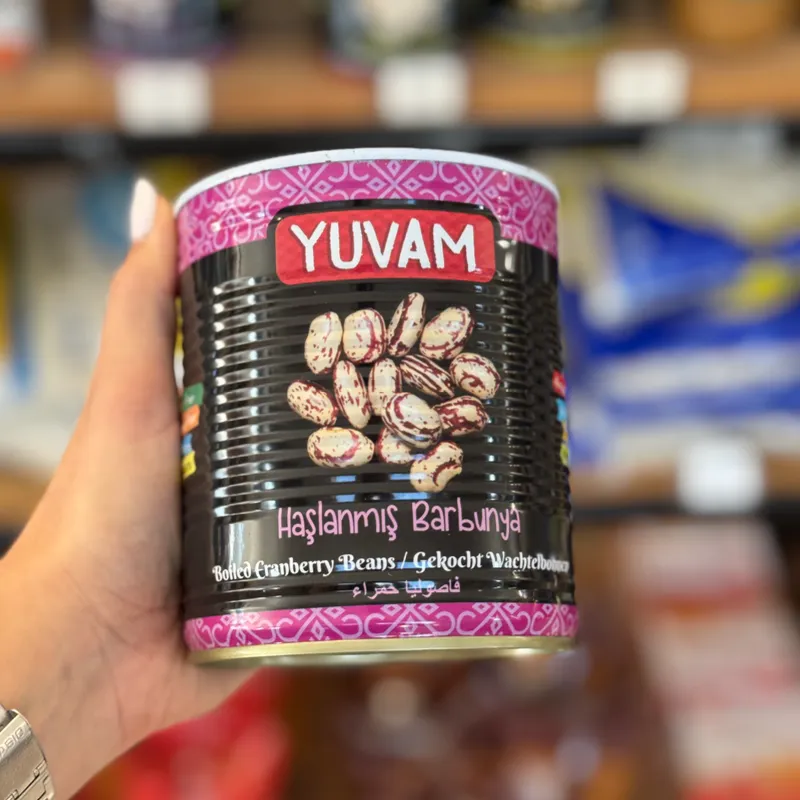 YUVAM
Haşlanmış Barbunya
Boiled Cranberry Beans / Gekocht Wachtelbohnen
فاصوليا حمراء